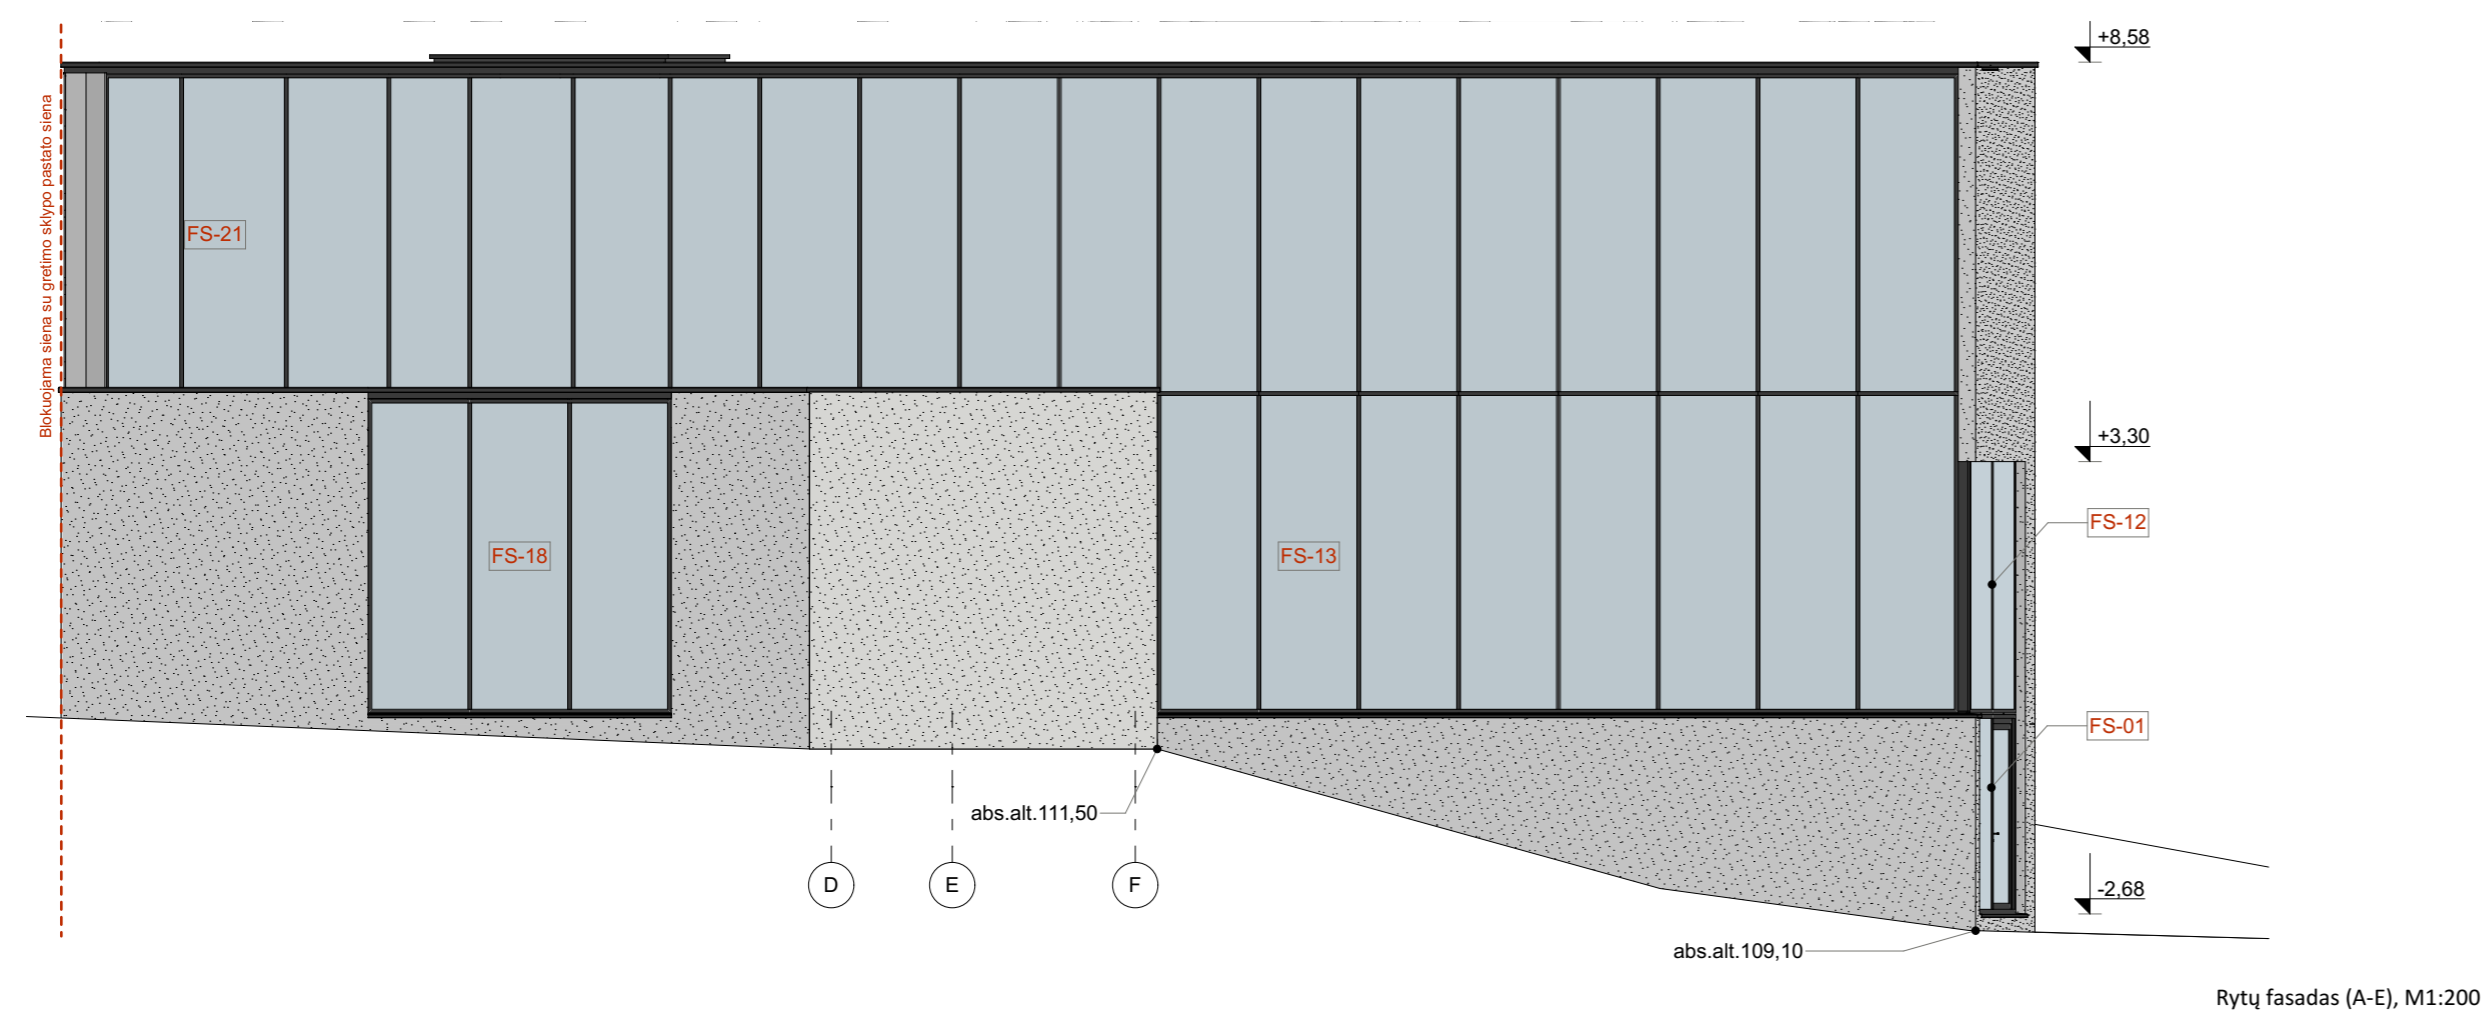 +8,58
Blokuojama siena su gretimo sklypo pastato siena
FS-21
+3,30
FS-12
FS-18
FS-13
FS-01
abs.alt.111,50
D
E
F
-2,68
abs.alt.109,10
Rytų fasadas (A-E), M1:200